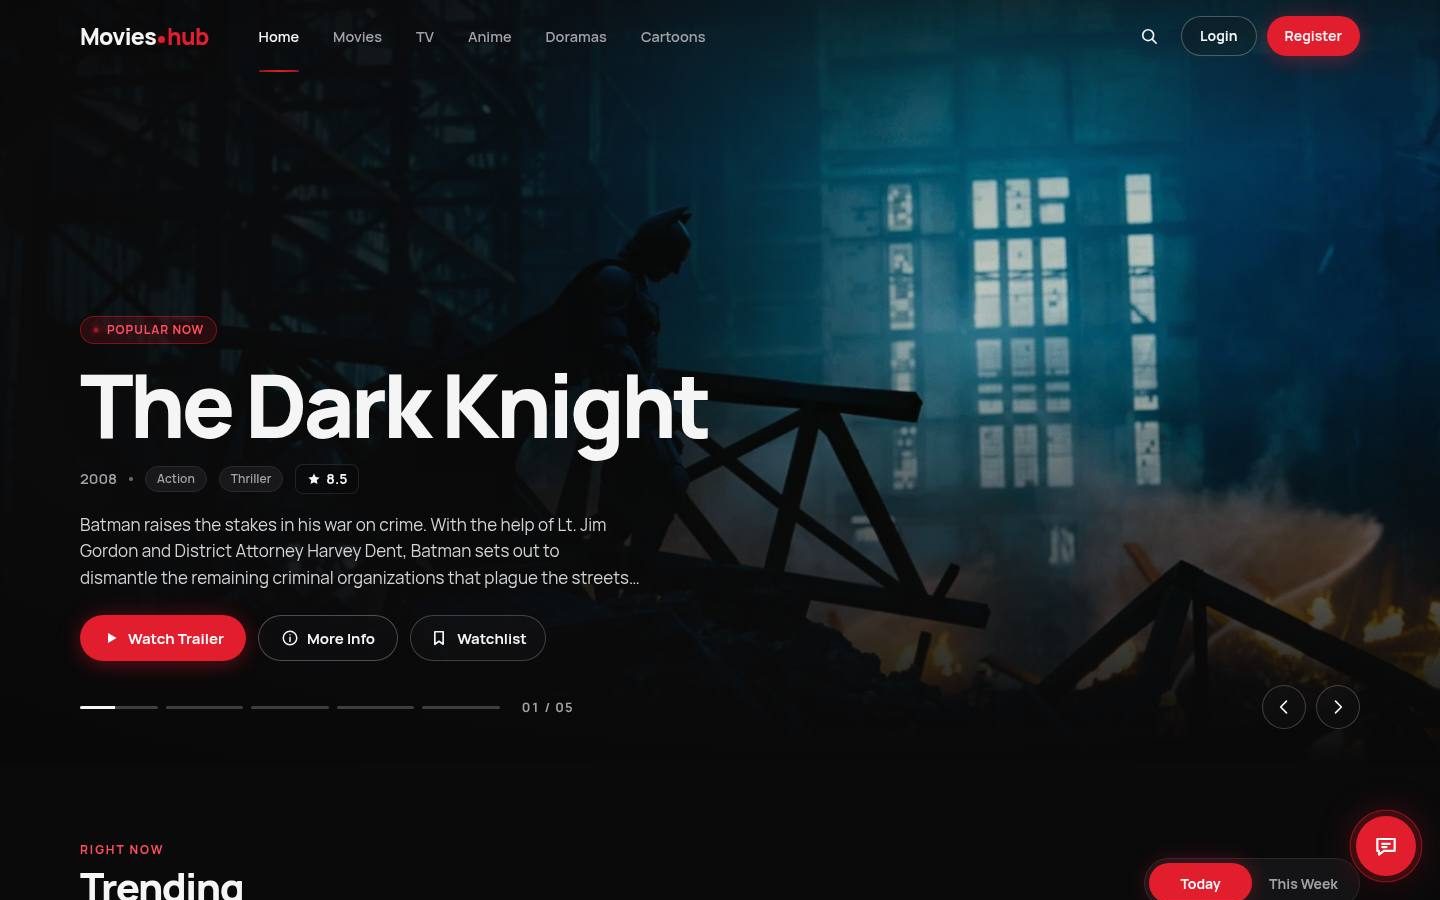 Movies•hub
Home
Movies
TV
Anime
Doramas
Cartoons
Login
Register
POPULAR NOW
The Dark Knight
2008 • Action Thriller ★ 8.5
Batman raises the stakes in his war on crime. With the help of Lt. Jim
Gordon and District Attorney Harvey Dent, Batman sets out to
dismantle the remaining criminal organizations that plague the streets…
Watch Trailer
More Info
Watchlist
01 / 05
RIGHT NOW
Trending
Today
This Week